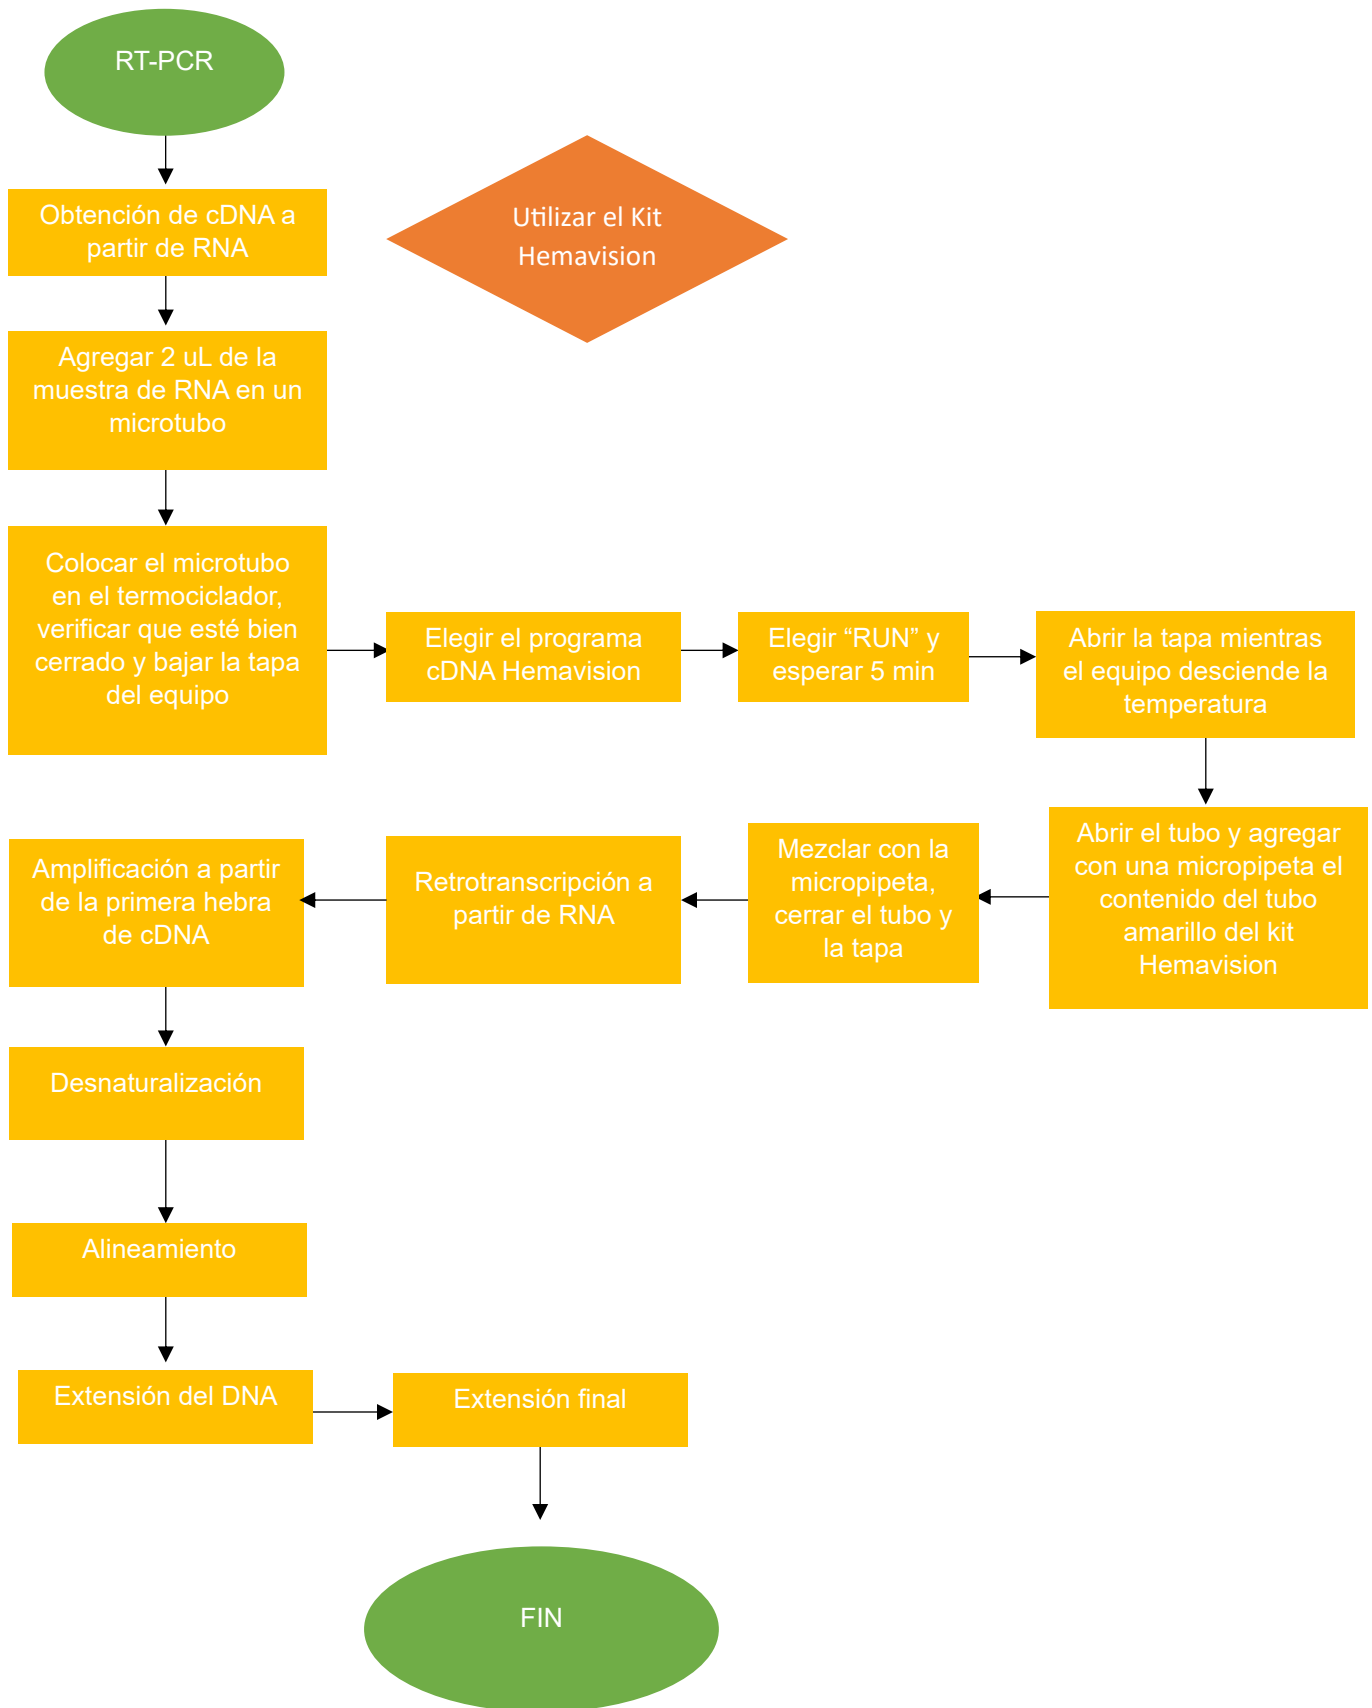 RT-PCR
Obtención de cDNA a
partir de RNA
Utilizar el Kit
Hemavision
Agregar 2 uL de la
muestra de RNA en un
microtubo
Colocar el microtubo
en el termociclador,
verificar que esté bien
cerrado y bajar la tapa
del equipo
Elegir el programa
cDNA Hemavision
Elegir “RUN” y
esperar 5 min
Abrir la tapa mientras
el equipo desciende la
temperatura
Abrir el tubo y agregar
con una micropipeta el
contenido del tubo
amarillo del kit
Hemavision
Mezclar con la
micropipeta,
cerrar el tubo y
la tapa
Retrotranscripción a
partir de RNA
Amplificación a partir
de la primera hebra
de cDNA
Desnaturalización
Alineamiento
Extensión del DNA
Extensión final
FIN